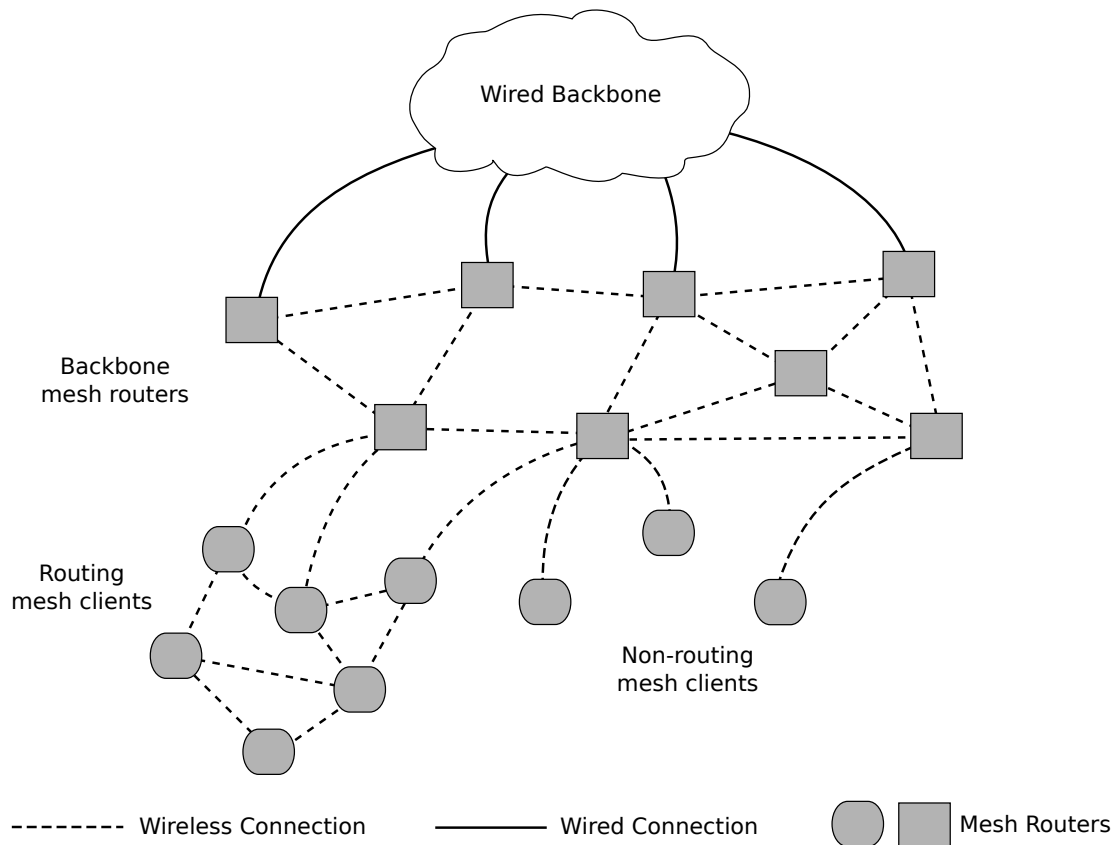 Wired Backbone
Backbone
mesh routers
Routing
mesh clients
Non-routing
mesh clients
Wireless Connection
Wired Connection
Mesh Routers